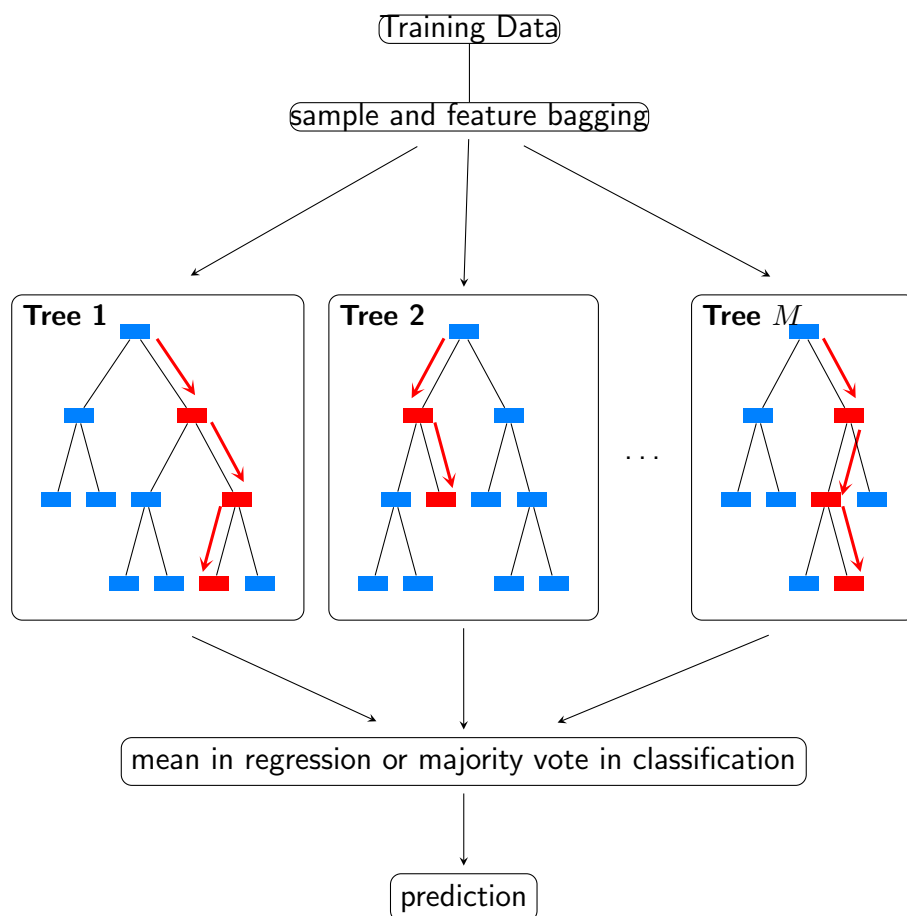 Training Data
sample and feature bagging
Tree 1
Tree 2
Tree M
. . .
mean in regression or majority vote in classification
prediction